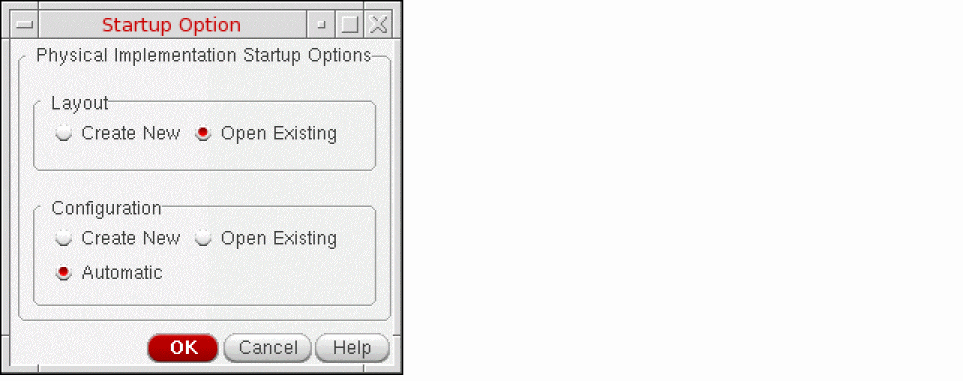 Startup Option
Physical Implementation Startup Options
Layout
Create New Open Existing
Configuration
Create New Open Existing
Automatic
OK Cancel Help